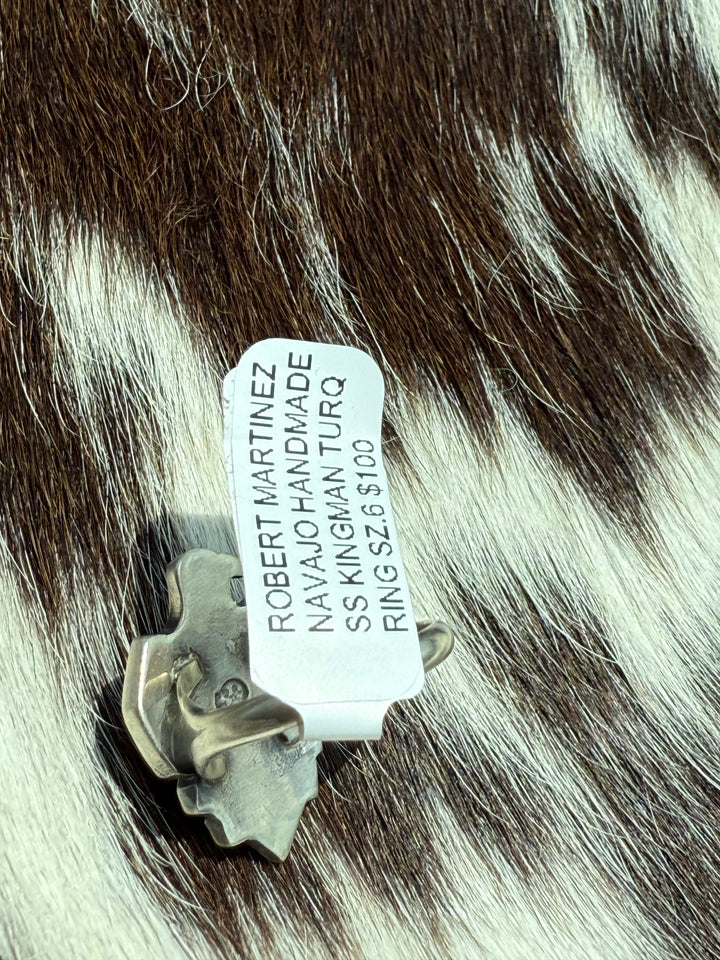 ROBERT MARTINEZ
NAVAJO HANDMADE
SS KINGMAN TURQ
RING SZ.6 $100